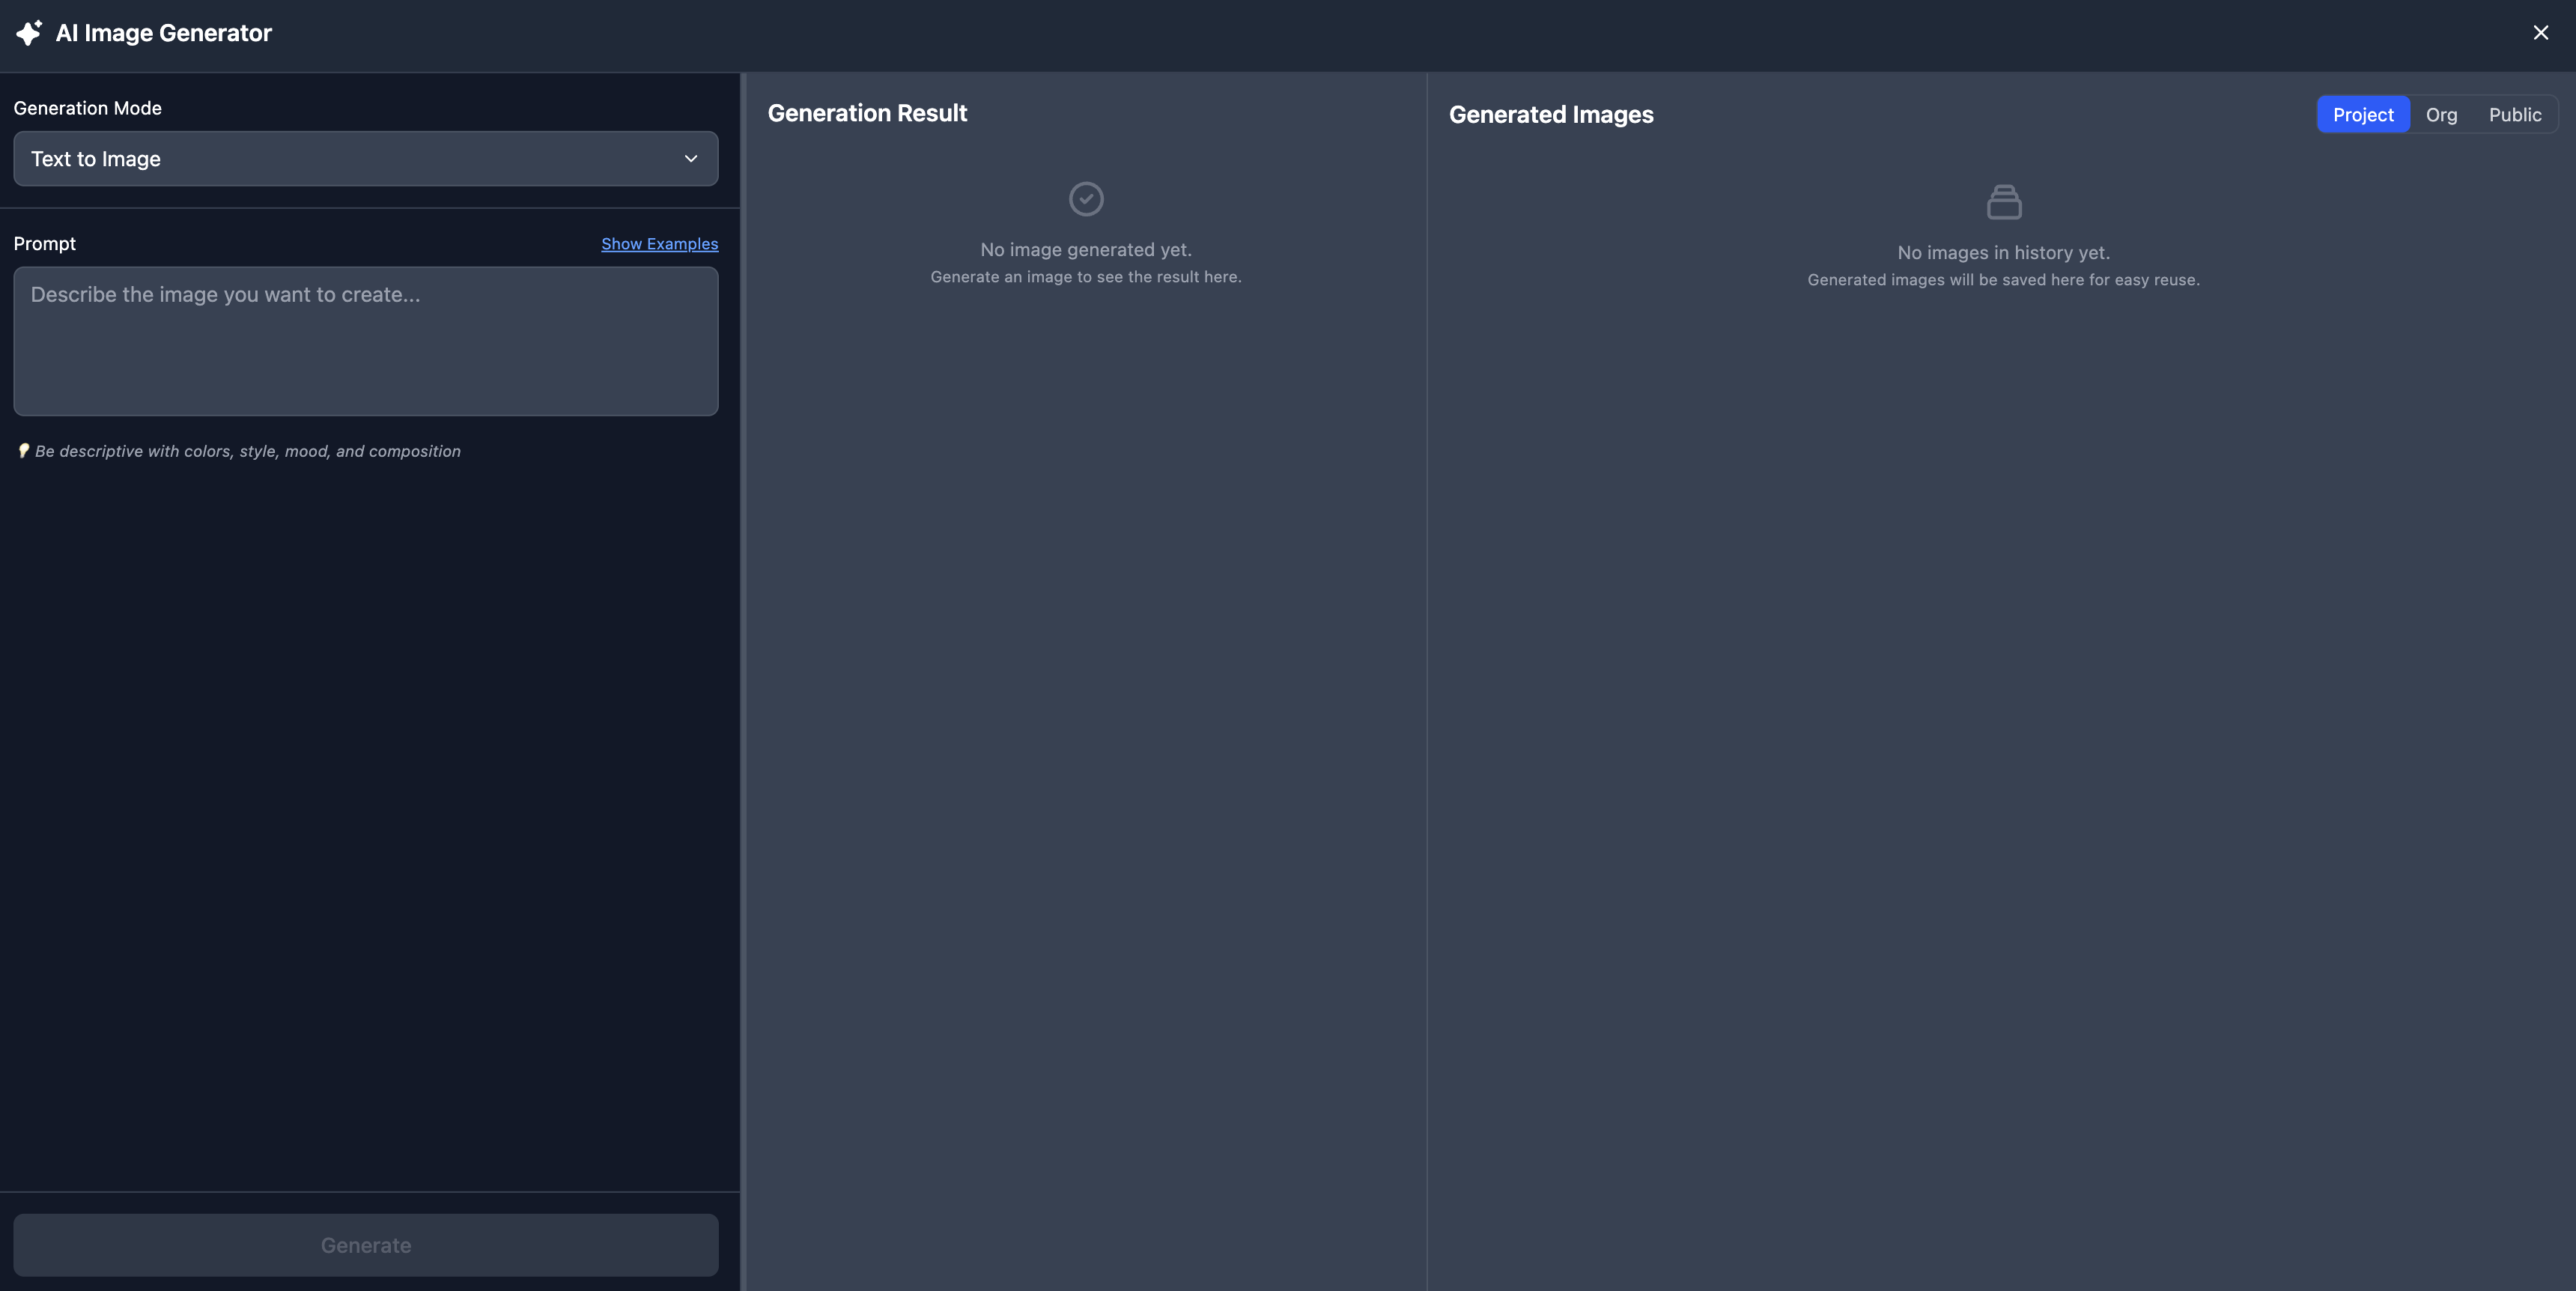 AI Image Generator
Generation Mode
Text to Image
Prompt
Show Examples
Describe the image you want to create...
Be descriptive with colors, style, mood, and composition
Generate
Generation Result
No image generated yet.
Generate an image to see the result here.
Generated Images
Project
Org
Public
No images in history yet.
Generated images will be saved here for easy reuse.